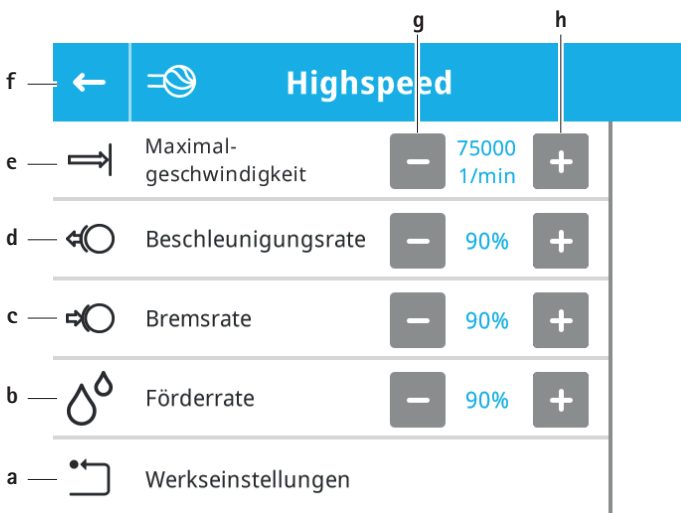 g h
f Highspeed
e Maximal-
geschwindigkeit
75000
1/min
d Beschleunigungsrate 90%
c Bremsrate 90%
b Förderrate 90%
a Werkseinstellungen